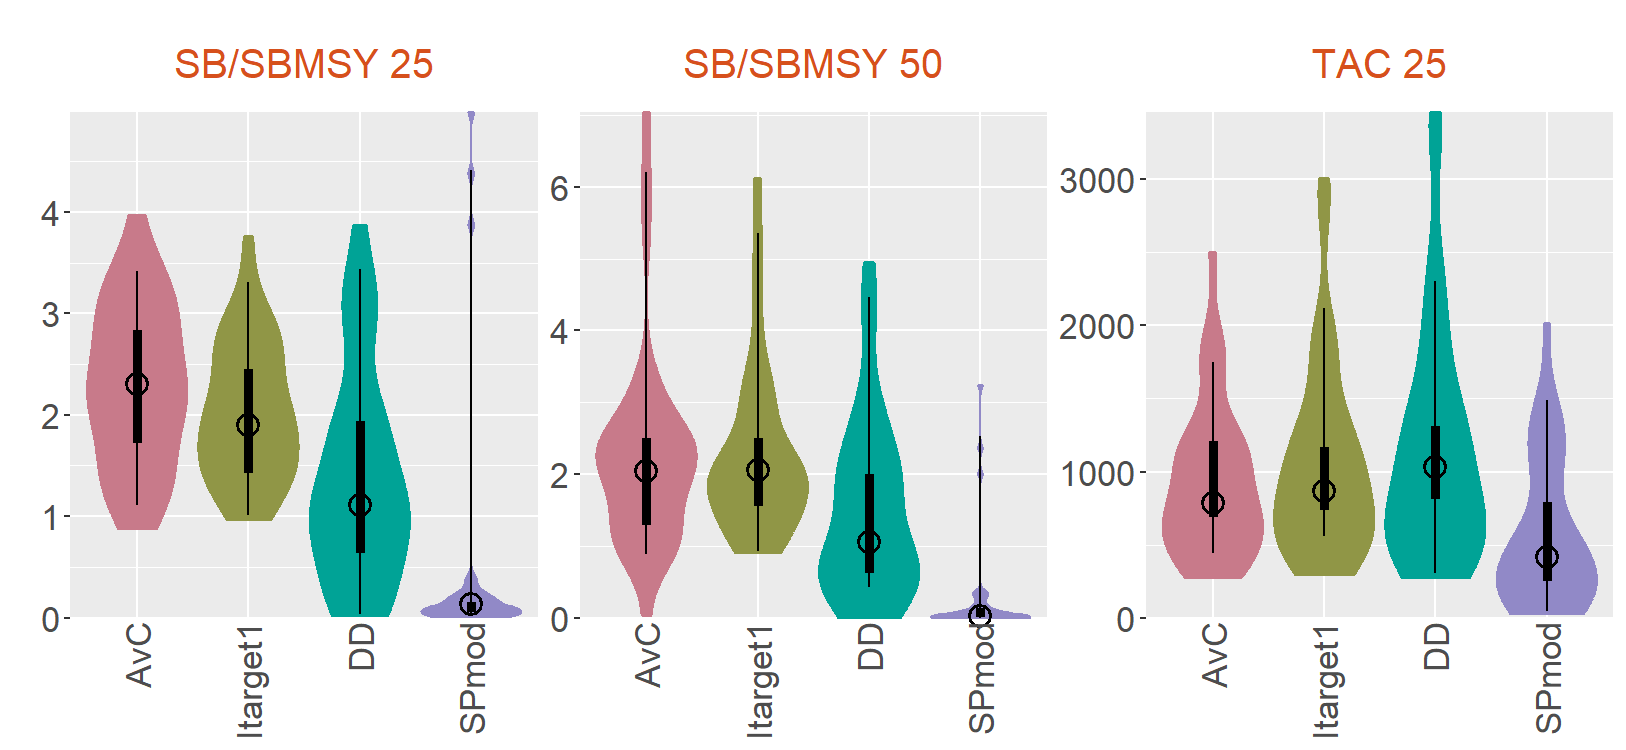 SB/SBMSY 25
4
3
2
1
0
AvC
Itarget1
DD
SPmod
SB/SBMSY 50
6
4
2
0
AvC
Itarget1
DD
SPmod
TAC 25
3000
2000
1000
0
AvC
Itarget1
DD
SPmod